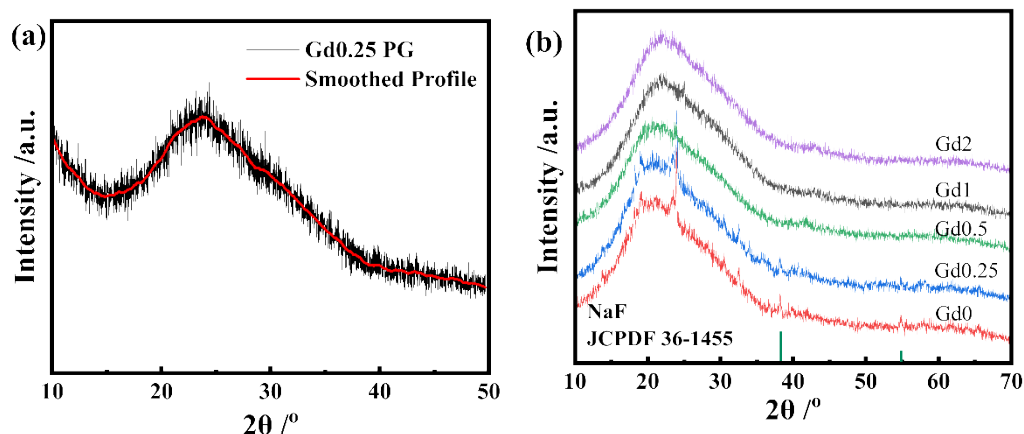 (a)
Gd0.25 PG
Smoothed Profile
Intensity /a.u.
10 20 30 40 50
2θ /°
(b)
Gd2
Gd1
Gd0.5
Gd0.25
Gd0
NaF
JCPDF 36-1455
Intensity /a.u.
10 20 30 40 50 60 70
2θ /°